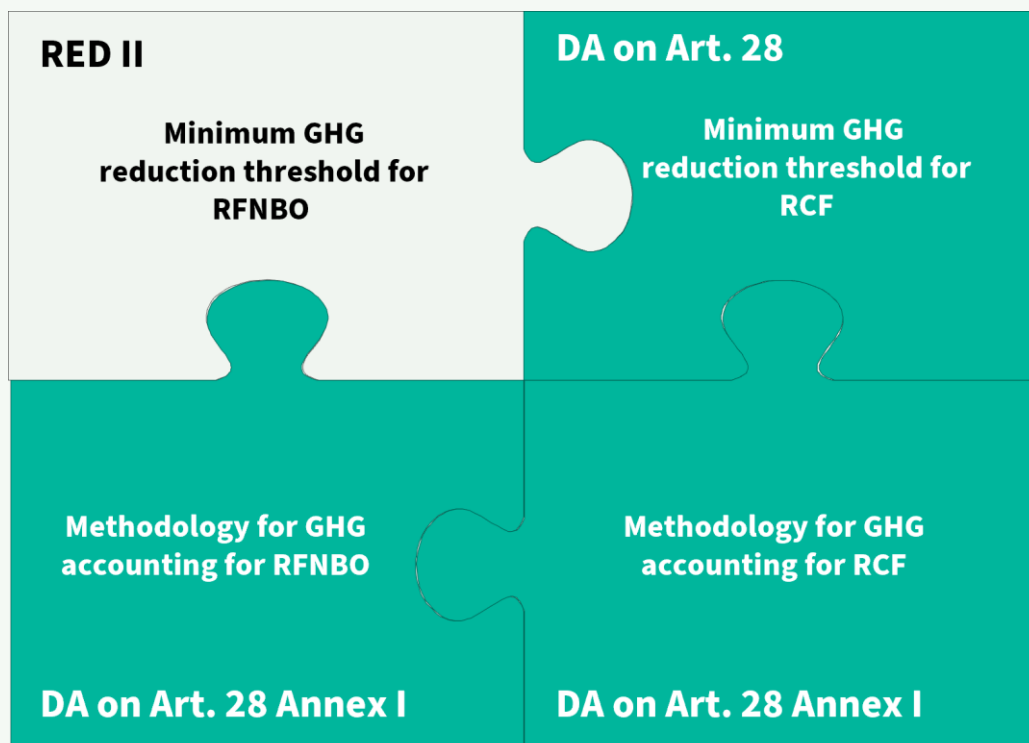 RED II
Minimum GHG
reduction threshold for
RFNBO
DA on Art. 28
Minimum GHG
reduction threshold for
RCF
Methodology for GHG
accounting for RFNBO
DA on Art. 28 Annex I
Methodology for GHG
accounting for RCF
DA on Art. 28 Annex I